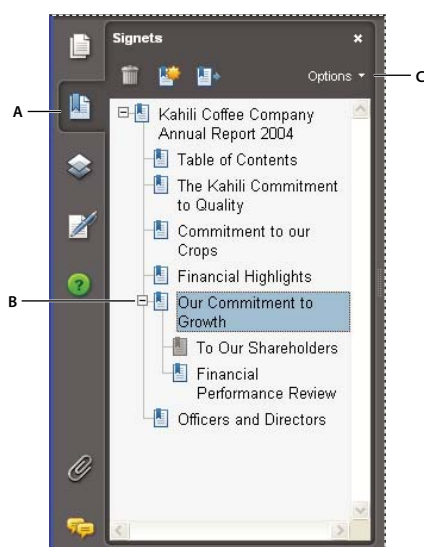 Signets
Options
C
A
Kahili Coffee Company
Annual Report 2004
Table of Contents
The Kahili Commitment
to Quality
Commitment to our
Crops
Financial Highlights
B
Our Commitment to
Growth
To Our Shareholders
Financial
Performance Review
Officers and Directors